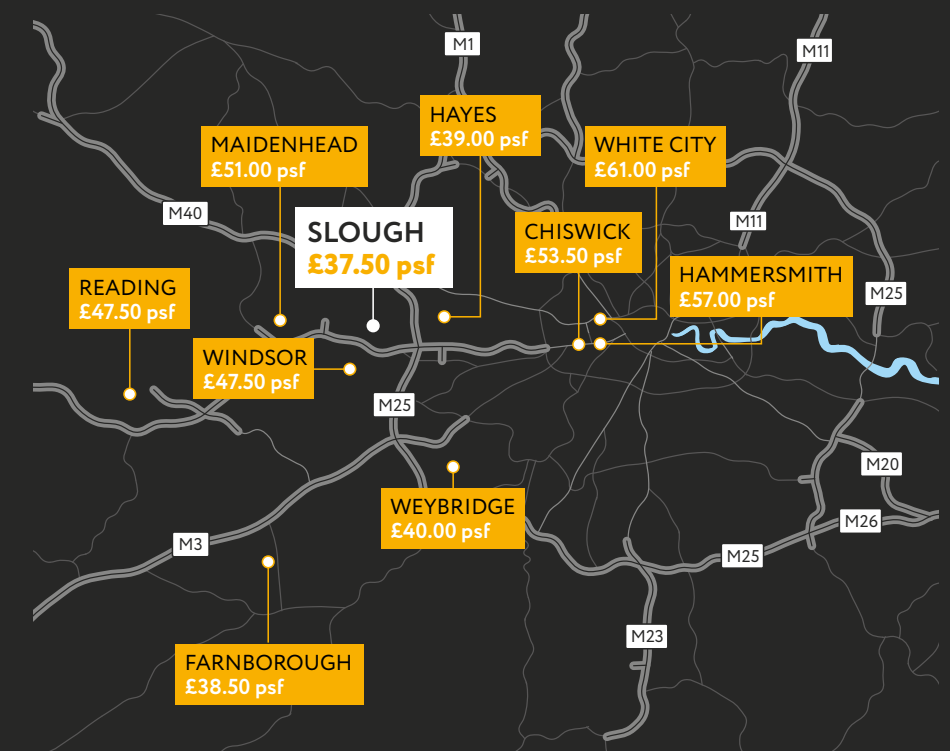 M1
M11
HAYES
£39.00 psf
MAIDENHEAD
£51.00 psf
WHITE CITY
£61.00 psf
M40
SLOUGH
£37.50 psf
CHISWICK
£53.50 psf
M11
HAMMERSMITH
£57.00 psf
READING
£47.50 psf
M25
WINDSOR
£47.50 psf
M25
M20
WEYBRIDGE
£40.00 psf
M26
M3
M25
M23
FARNBOROUGH
£38.50 psf